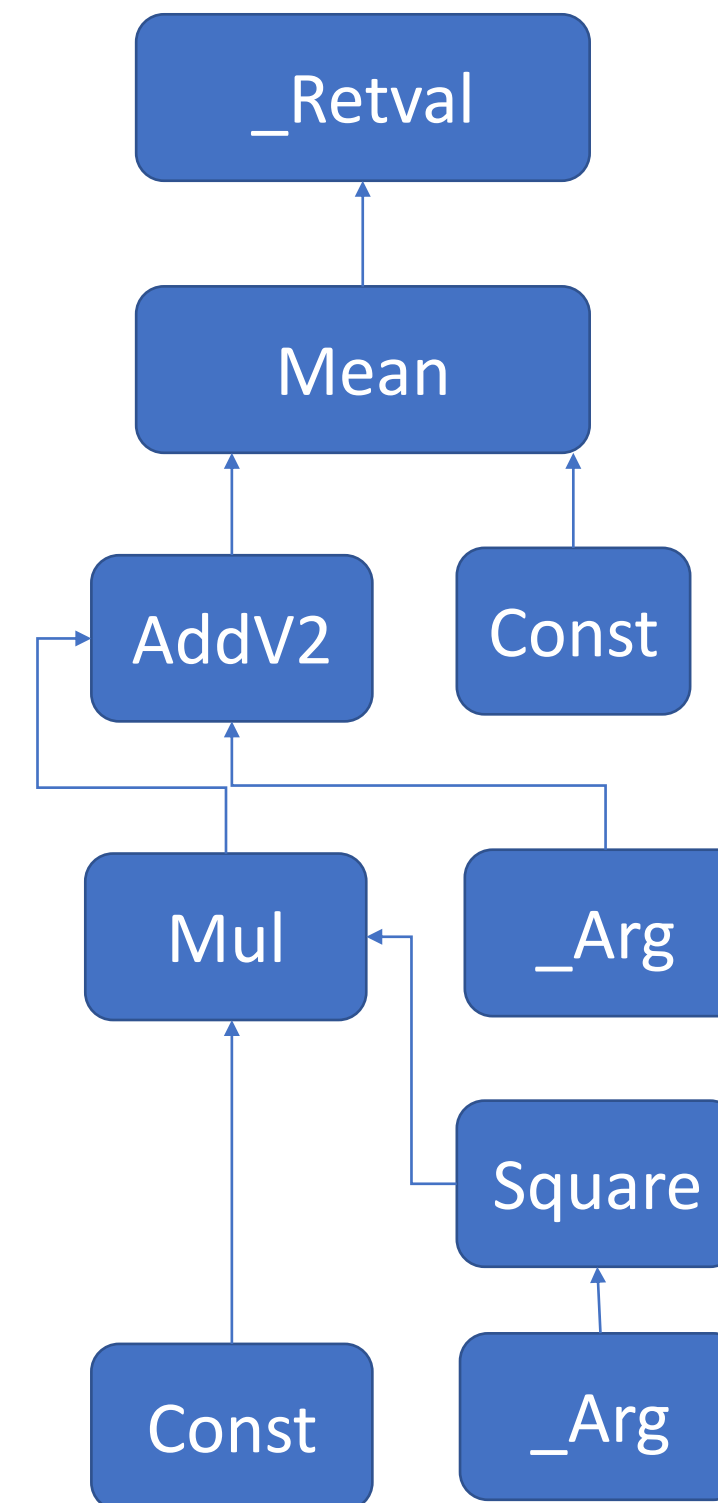 _Retval
Mean
AddV2
Const
Mul
_Arg
Square
Const
_Arg